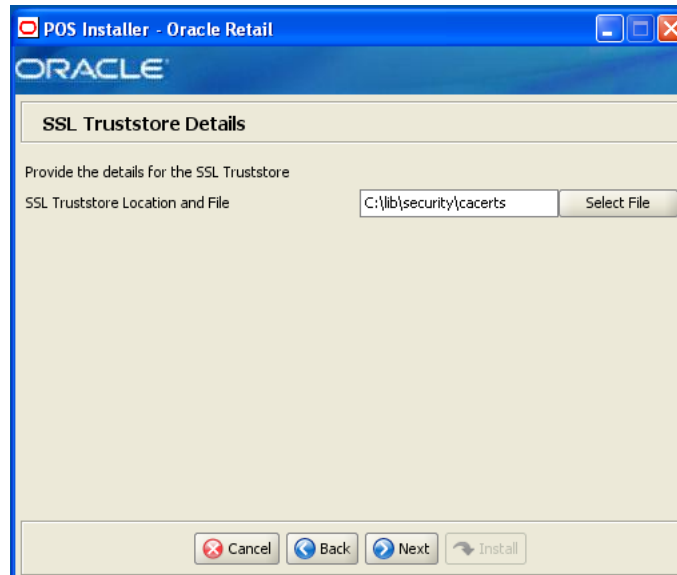 POS Installer - Oracle Retail
ORACLE
SSL Truststore Details
Provide the details for the SSL Truststore
SSL Truststore Location and File C:\lib\security\cacerts Select File
Cancel Back Next Install